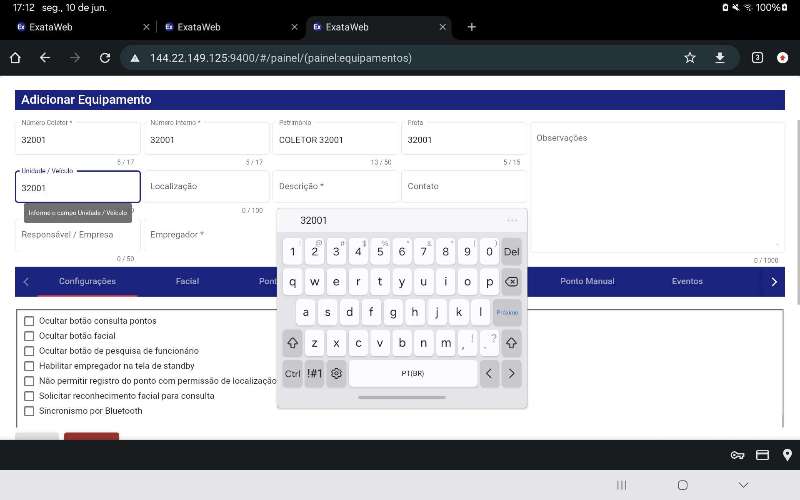 17:12 seg., 10 de jun. 100%
Ex ExataWeb Ex ExataWeb Ex ExataWeb
144.22.149.125:9400/#/painel/(painel:equipamentos) 3
Adicionar Equipamento
Número Coletor * Número Interno * Patrimônio Frota
32001 32001 COLETOR 32001 32001 Observações
5 / 17 5 / 17 13 / 50 5 / 15
Unidade / Veículo
32001 Localização Descrição * Contato
Informe o campo Unidade / Veículo 0 / 100
Responsável / Empresa Empregador *
0 / 50 0 / 1000
32001
Configurações Facial Pont Ponto Manual Eventos
1 2 3 4 5 6 7 8 9 0 Del
q w e r t y u i o p
a s d f g h j k l Próximo
z x c v b n m , ! . ?
Ctrl !#1 PT(BR)
Ocultar botão consulta pontos
Ocultar botão facial
Ocultar botão de pesquisa de funcionário
Habilitar empregador na tela de standby
Não permitir registro do ponto com permissão de localização
Solicitar reconhecimento facial para consulta
Sincronismo por Bluetooth